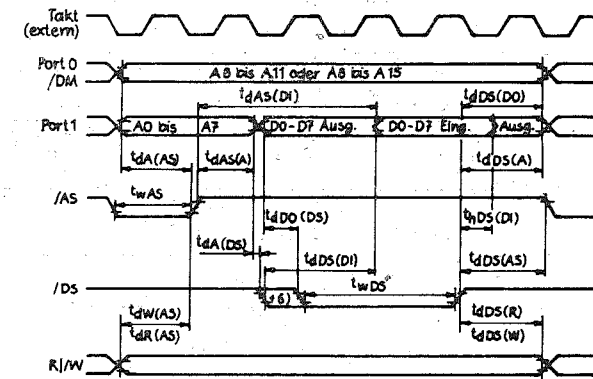 Takt
(extern)
Port 0
/DM
A8 bis A11 oder A8 bis A15
tdAS(DI)
tdDS(DO)
Port 1
A0 bis A7
D0-D7 Ausg.
D0-D7 Eing.
Ausg.
tdA(AS)
tdAS(A)
tdDS(A)
twAS
/AS
tdDO(DS)
thDS(DI)
tdA(DS)
tdDS(DI)
tdDS(AS)
twDS
/DS
+6)
tdW(AS)
tdR(AS)
tdDS(R)
tdDS(W)
R/W